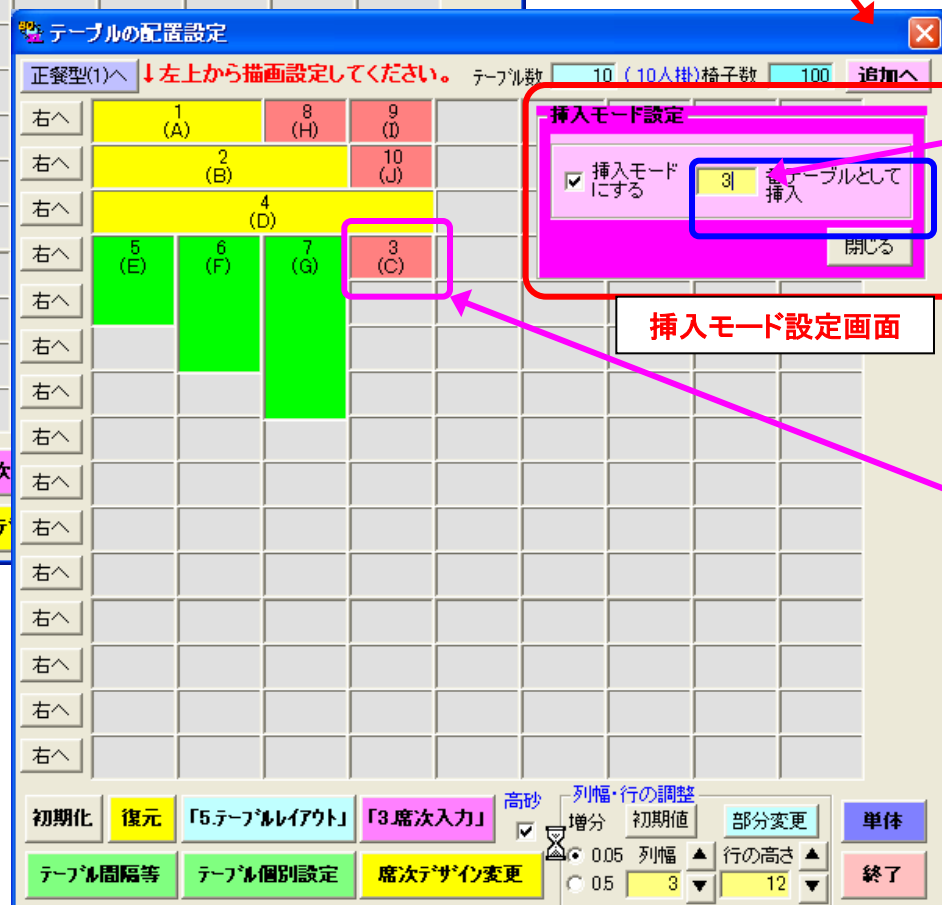 テーブルの配置設定
正餐型(1)へ ↓左上から描画設定してください。 テーブル数 10 (10人掛)椅子数 100 追加へ
右へ 1 8 9
(A) (H) (I)
挿入モード設定
右へ 2 10
(B) (J)
挿入モード
にする 3 番テーブルとして
挿入
右へ 4
(D)
右へ 5 6 7 3
(E) (F) (G) (C)
閉じる
右へ
挿入モード設定画面
右へ
右へ
右へ
右へ
右へ
右へ
右へ
右へ
右へ
右へ
初期化 復元 「5.テーブルレイアウト」 「3.席次入力」 高砂
列幅・行の調整
増分 初期値 部分変更 単体
テーブル間隔等 テーブル個別設定 席次デザイン変更
0.05 列幅 ▲ 行の高さ ▲
0.5 3 ▼ 12 ▼ 終了